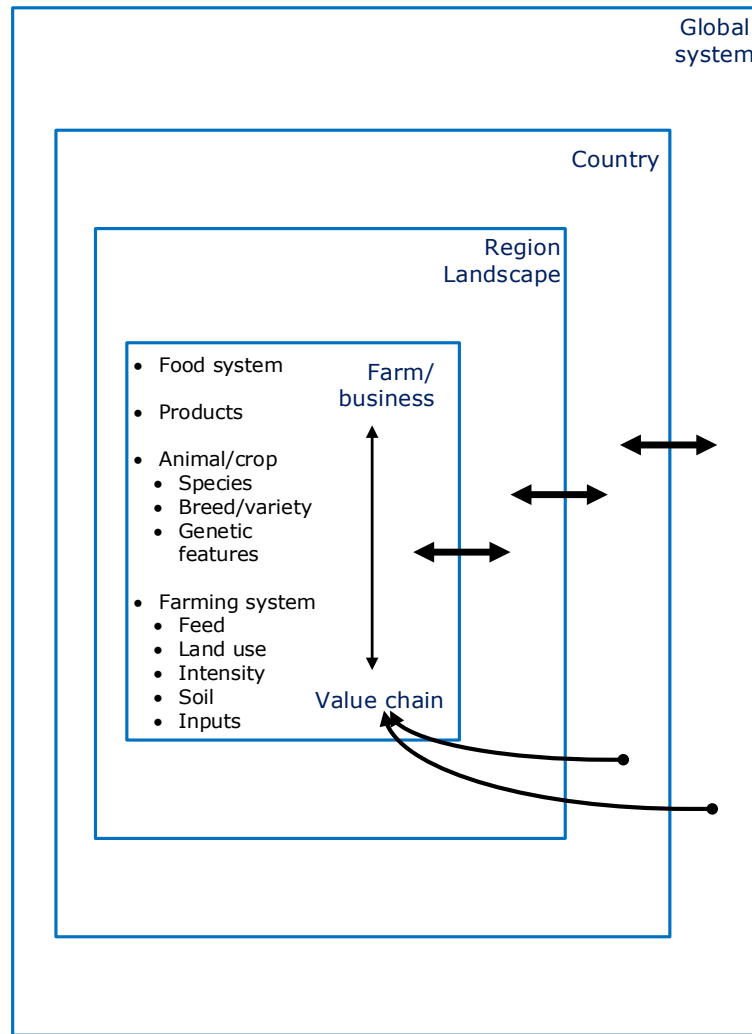 Global
system
Country
Region
Landscape
• Food system
Farm/
business
• Products
• Animal/crop
• Species
• Breed/variety
• Genetic
features
• Farming system
• Feed
• Land use
• Intensity
• Soil
• Inputs
Value chain